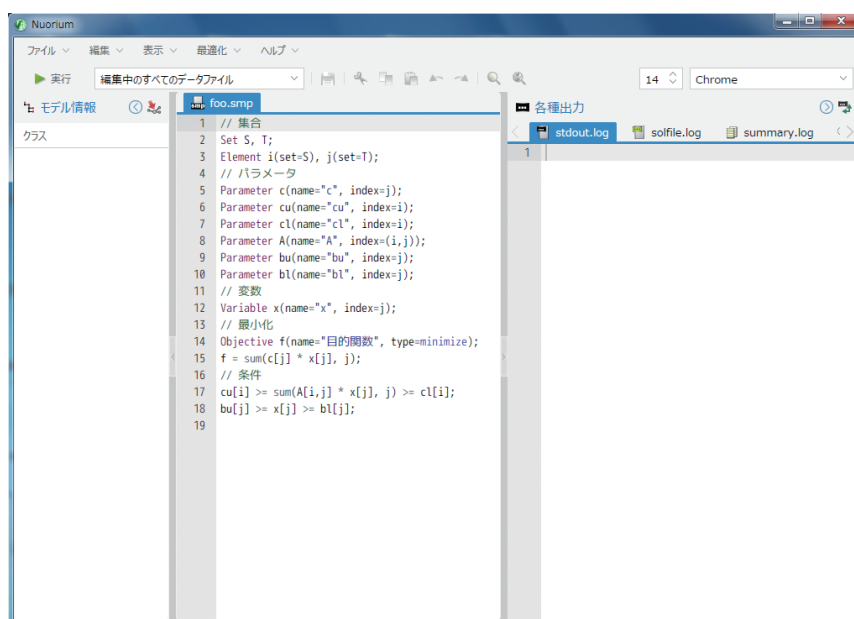 Nuorium
ファイル 編集 表示 最適化 ヘルプ
実行 編集中のすべてのデータファイル 14 Chrome
モデル情報
クラス
foo.smp
1 // 集合
2 Set S, T;
3 Element i(set=S), j(set=T);
4 // パラメータ
5 Parameter c(name="c", index=j);
6 Parameter cu(name="cu", index=i);
7 Parameter cl(name="cl", index=i);
8 Parameter A(name="A", index=(i,j));
9 Parameter bu(name="bu", index=j);
10 Parameter bl(name="bl", index=j);
11 // 変数
12 Variable x(name="x", index=j);
13 // 最小化
14 Objective f(name="目的関数", type=minimize);
15 f = sum(c[j] * x[j], j);
16 // 条件
17 cu[i] >= sum(A[i,j] * x[j], j) >= cl[i];
18 bu[j] >= x[j] >= bl[j];
19
各種出力
stdout.log solfile.log summary.log
1